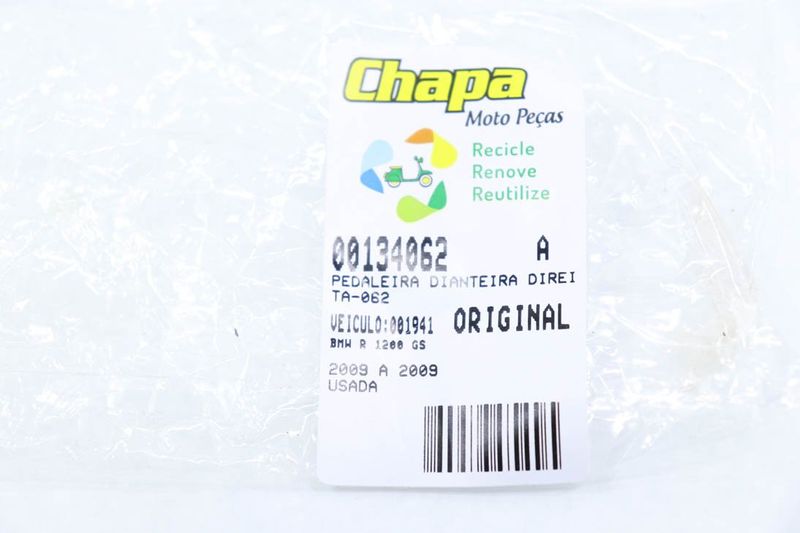 Chapa
Moto Peças
Recicle
Renove
Reutilize
00134062 A
PEDALEIRA DIANTEIRA DIREI
TA-062
VEICULO:001941 ORIGINAL
BMW R 1200 GS
2009 A 2009
USADA